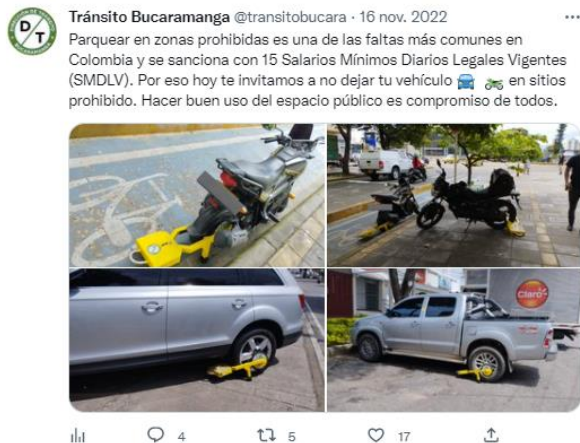 Tránsito Bucaramanga @transitobucara · 16 nov. 2022
Parquear en zonas prohibidas es una de las faltas más comunes en
Colombia y se sanciona con 15 Salarios Mínimos Diarios Legales Vigentes
(SMDLV). Por eso hoy te invitamos a no dejar tu vehículo 🚙 🏍 en sitios
prohibido. Hacer buen uso del espacio público es compromiso de todos.
DT
Claro
4
5
17